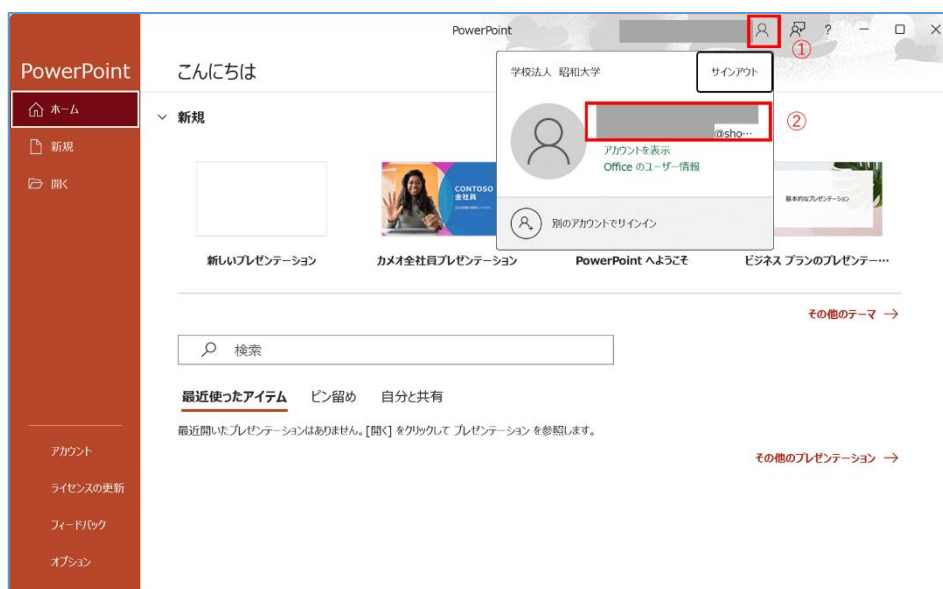 PowerPoint
?
①
PowerPoint
こんにちは
学校法人 昭和大学
サインアウト
ホーム
新規
開く
新規
②
@sho…
アカウントを表示
Office のユーザー情報
別のアカウントでサインイン
CONTOSO
全社員
基本的なプレゼンテーション
新しいプレゼンテーション
カメオ全社員プレゼンテーション
PowerPoint へようこそ
ビジネス プランのプレゼンテー…
その他のテーマ →
検索
最近使ったアイテム
ピン留め
自分と共有
最近開いたプレゼンテーションはありません。[開く] をクリックして プレゼンテーション を参照します。
その他のプレゼンテーション →
アカウント
ライセンスの更新
フィードバック
オプション